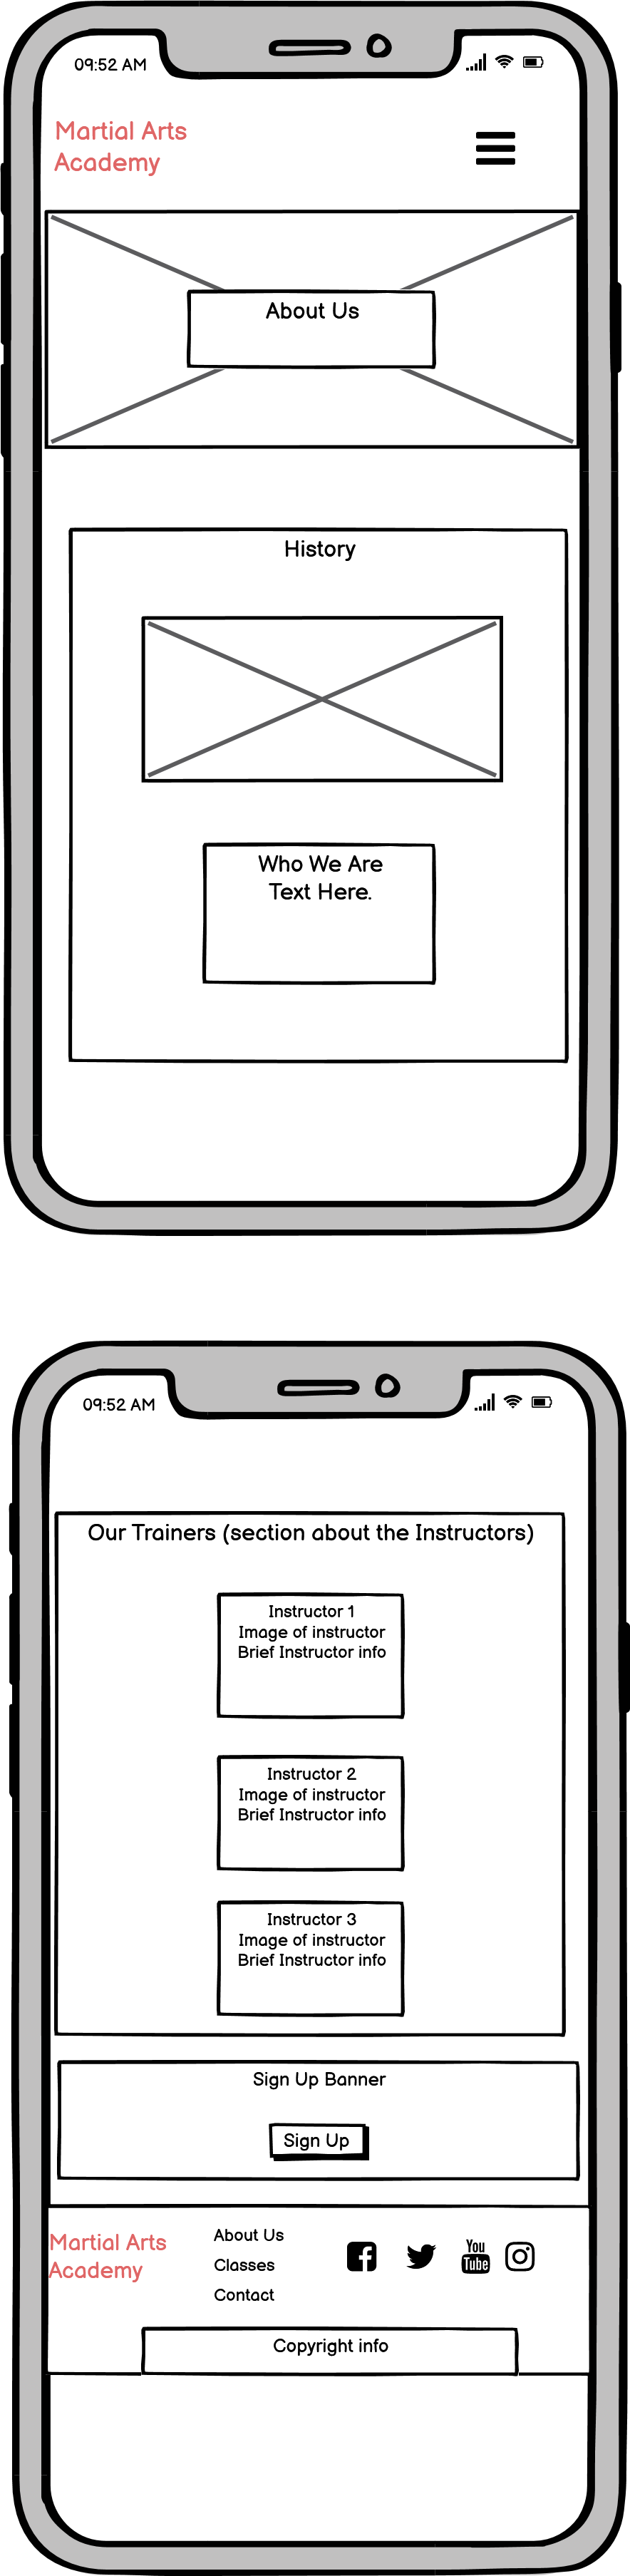 09:52 AM
Martial Arts
Academy
About Us
History
Who We Are
Text Here.
09:52 AM
Our Trainers (section about the Instructors)
Instructor 1
Image of instructor
Brief Instructor info
Instructor 2
Image of instructor
Brief Instructor info
Instructor 3
Image of instructor
Brief Instructor info
Sign Up Banner
Sign Up
Martial Arts
Academy
About Us
Classes
Contact
You
Tube
Copyright info